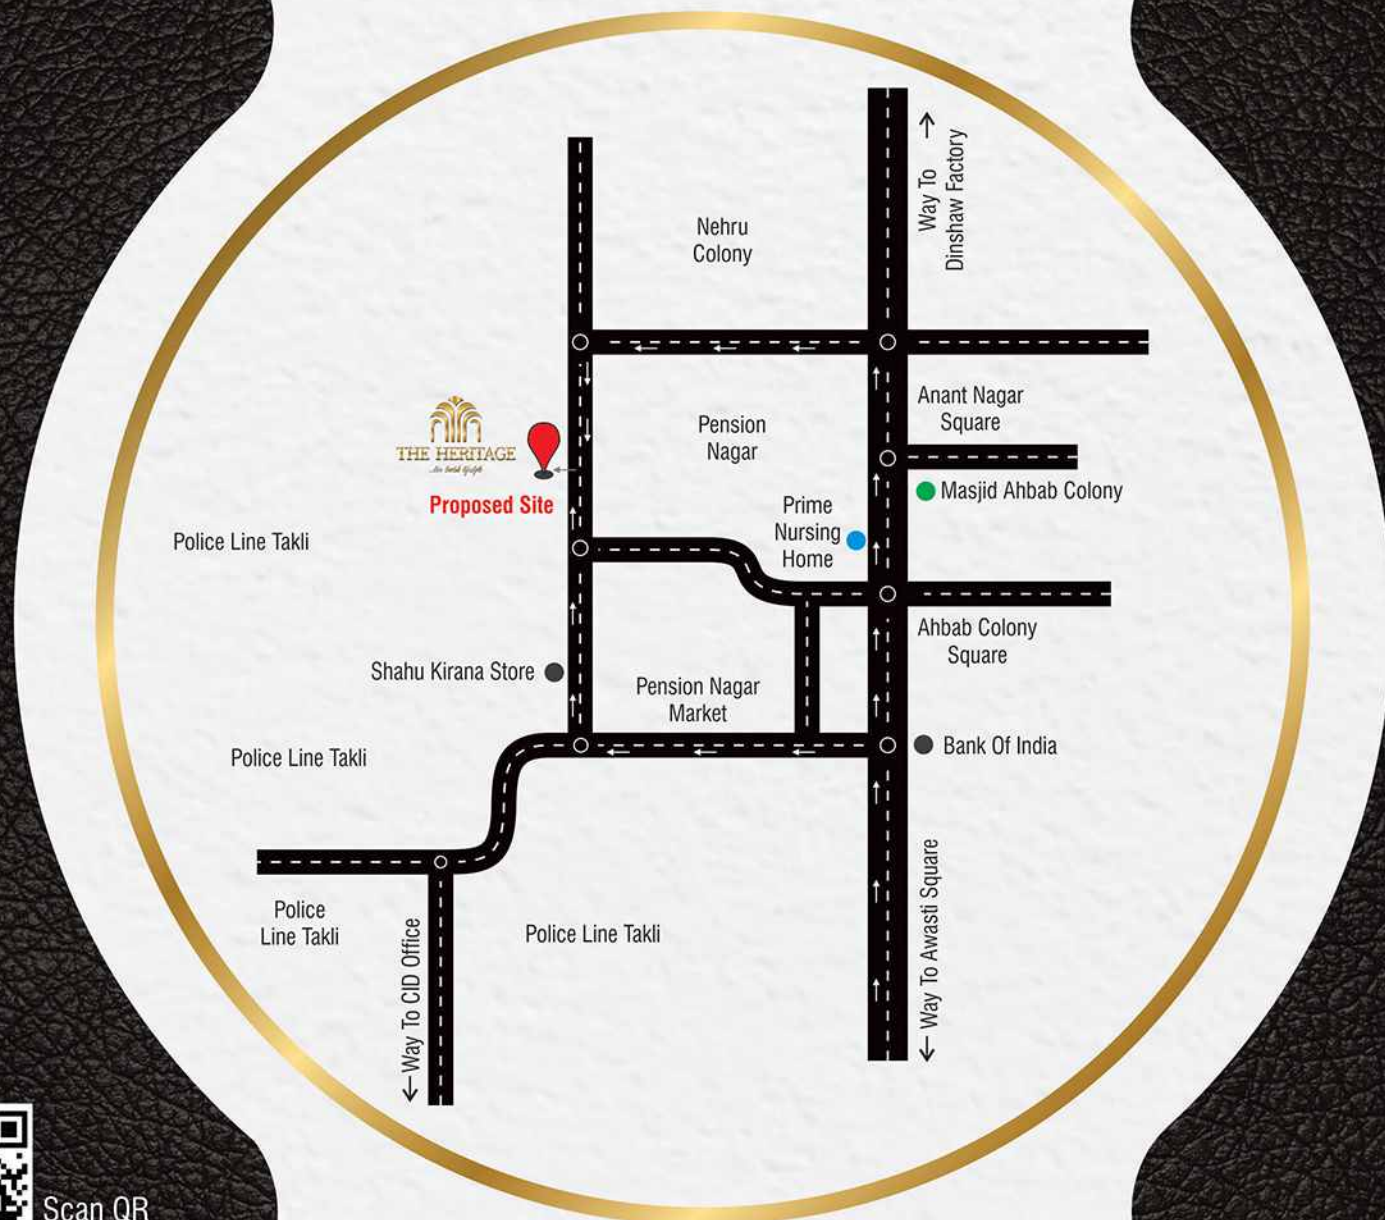 Way To
Dinshaw Factory
Nehru
Colony
Anant Nagar
Square
Pension
Nagar
THE HERITAGE
Proposed Site
Masjid Ahbab Colony
Prime
Nursing
Home
Police Line Takli
Ahbab Colony
Square
Shahu Kirana Store
Pension Nagar
Market
Bank Of India
Police Line Takli
Way To Awasti Square
Police
Line Takli
Way To CID Office
Police Line Takli
Scan QR